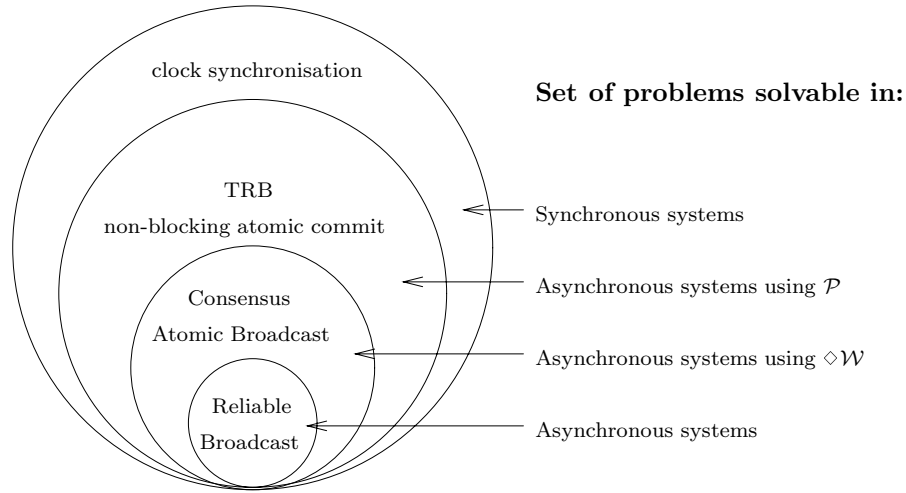 clock synchronisation
Set of problems solvable in:
TRB
non-blocking atomic commit
Synchronous systems
Asynchronous systems using 𝒫
Consensus
Atomic Broadcast
Asynchronous systems using ◇𝒲
Reliable
Broadcast
Asynchronous systems